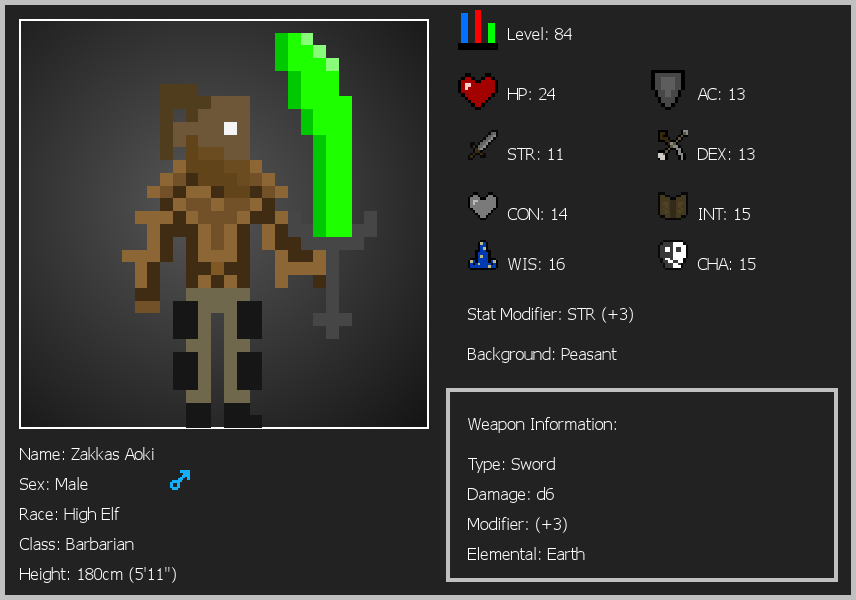 Level: 84
HP: 24
AC: 13
STR: 11
DEX: 13
CON: 14
INT: 15
WIS: 16
CHA: 15
Stat Modifier: STR (+3)
Background: Peasant
Weapon Information:
Type: Sword
Damage: d6
Modifier: (+3)
Elemental: Earth
Name: Zakkas Aoki
Sex: Male
Race: High Elf
Class: Barbarian
Height: 180cm (5'11")